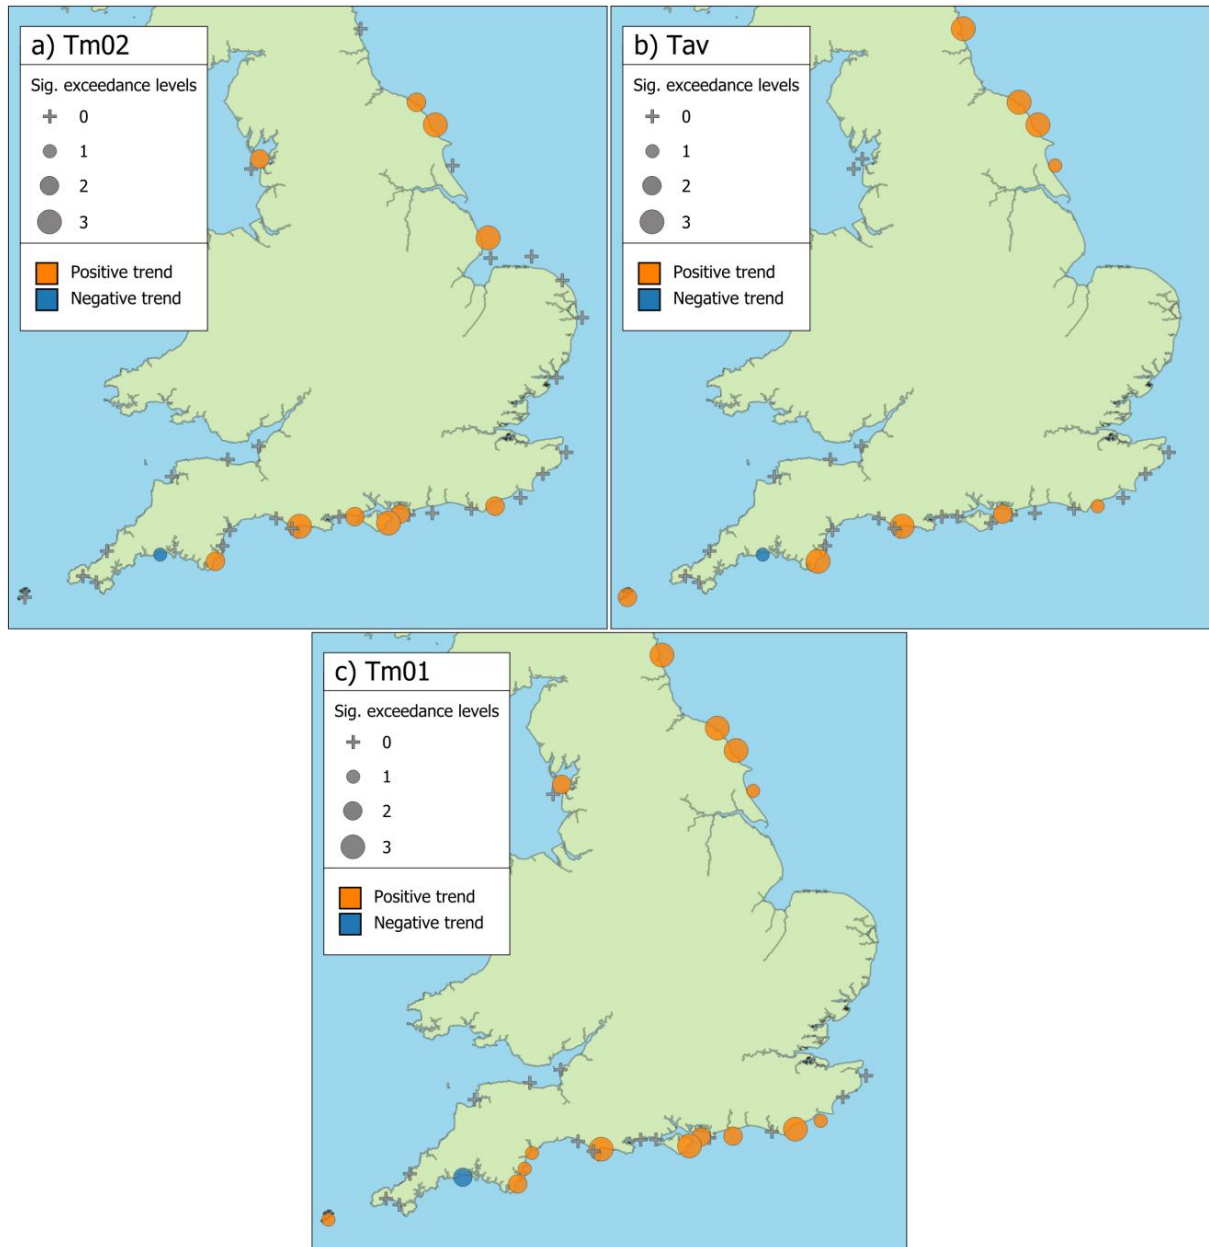 a) Tm02
Sig. exceedance levels
0
1
2
3
Positive trend
Negative trend
b) Tav
Sig. exceedance levels
0
1
2
3
Positive trend
Negative trend
c) Tm01
Sig. exceedance levels
0
1
2
3
Positive trend
Negative trend